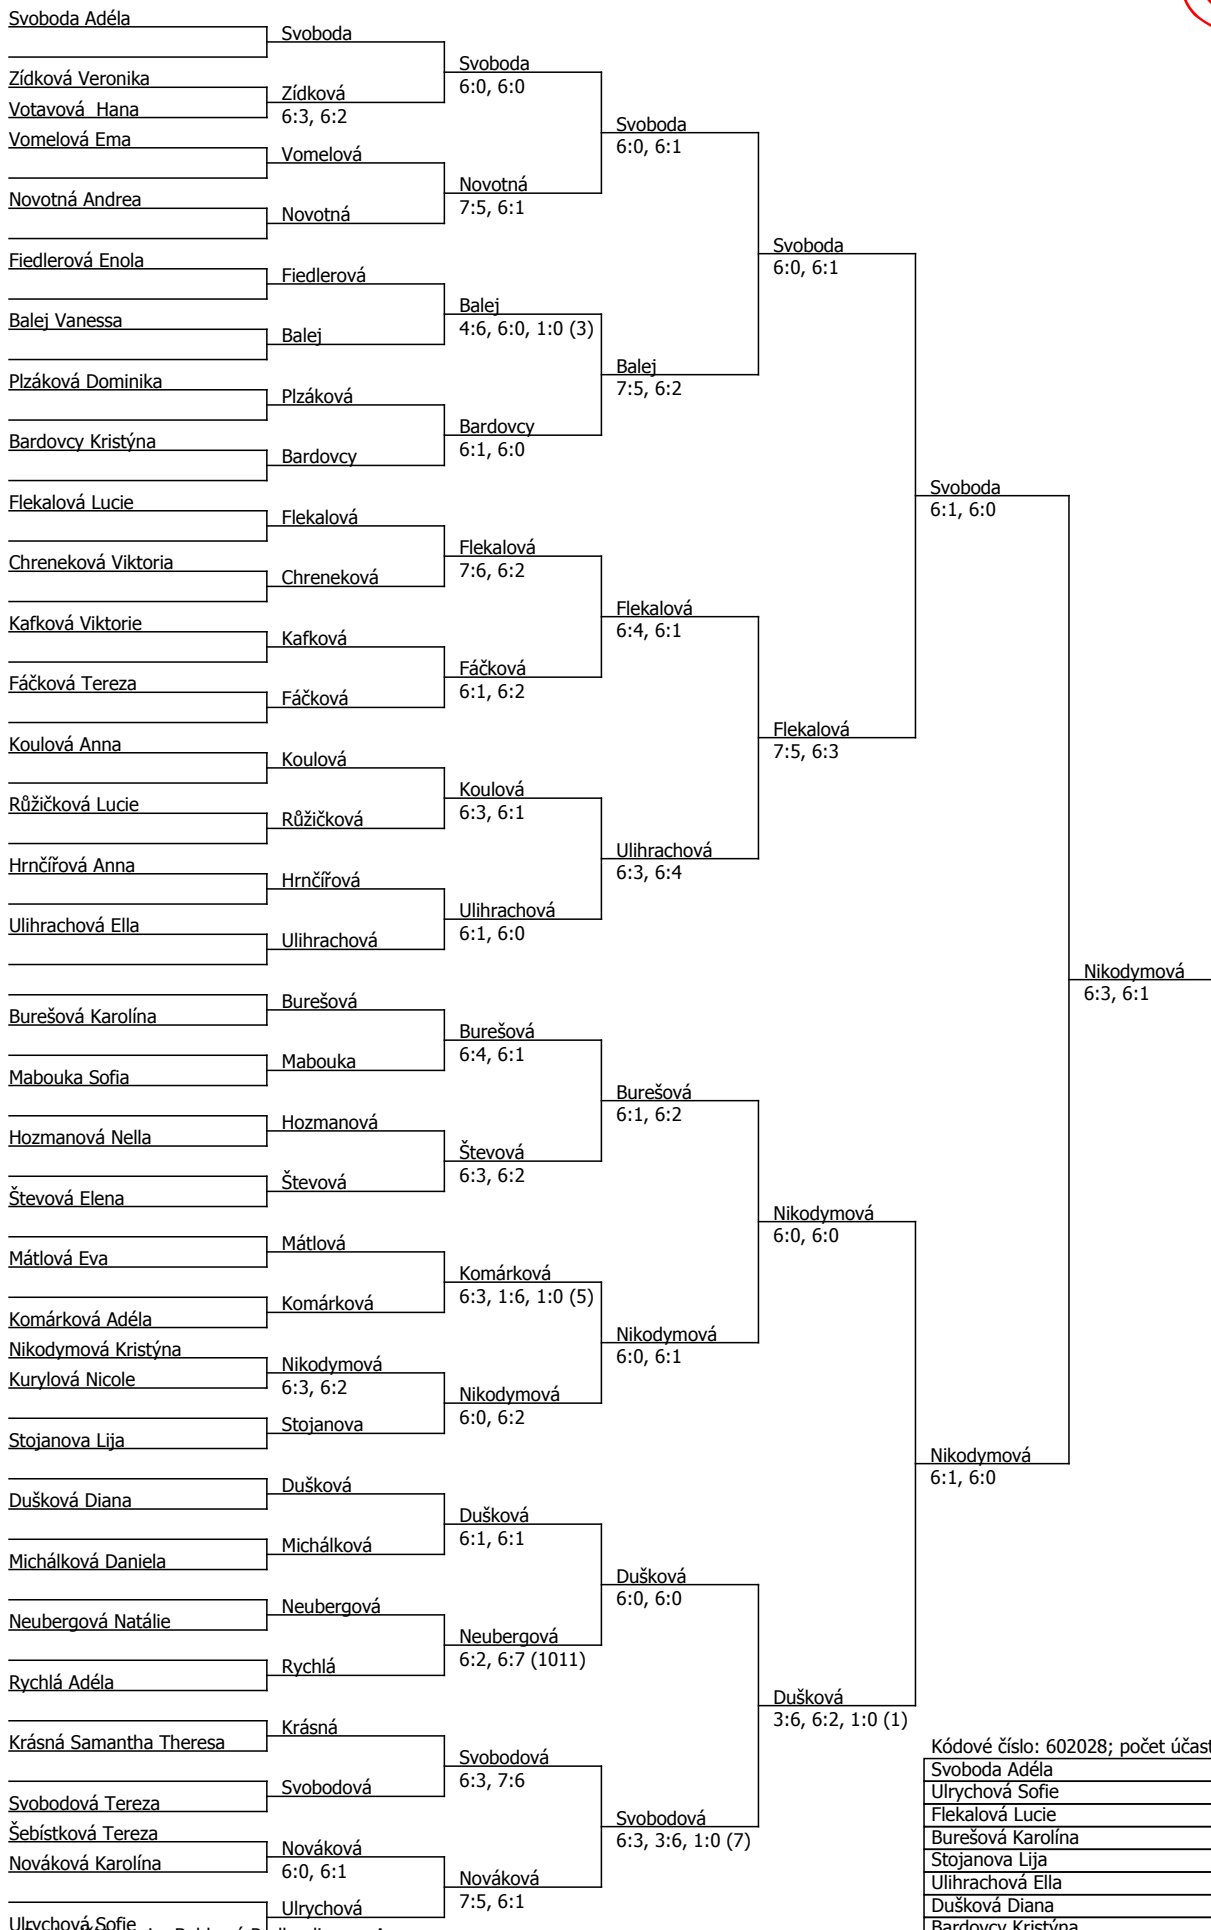 Svoboda Adéla
Zídková Veronika
Votavová  Hana
Vomelová Ema
Novotná Andrea
Fiedlerová Enola
Balej Vanessa
Plzáková Dominika
Bardovcy Kristýna
Flekalová Lucie
Chreneková Viktoria
Kafková Viktorie
Fáčková Tereza
Koulová Anna
Růžičková Lucie
Hrnčířová Anna
Ulihrachová Ella
Burešová Karolína
Mabouka Sofia
Hozmanová Nella
Števová Elena
Mátlová Eva
Komárková Adéla
Nikodymová Kristýna
Kurylová Nicole
Stojanova Lija
Dušková Diana
Michálková Daniela
Neubergová Natálie
Rychlá Adéla
Krásná Samantha Theresa
Svobodová Tereza
Šebístková Tereza
Nováková Karolína
Ulrychová Sofie
Svoboda
Zídková
6:3, 6:2
Vomelová
Novotná
Fiedlerová
Balej
Plzáková
Bardovcy
Flekalová
Chreneková
Kafková
Fáčková
Koulová
Růžičková
Hrnčířová
Ulihrachová
Burešová
Mabouka
Hozmanová
Števová
Mátlová
Komárková
Nikodymová
6:3, 6:2
Stojanova
Dušková
Michálková
Neubergová
Rychlá
Krásná
Svobodová
Nováková
6:0, 6:1
Ulrychová
Svoboda
6:0, 6:0
Novotná
7:5, 6:1
Balej
4:6, 6:0, 1:0 (3)
Bardovcy
6:1, 6:0
Flekalová
7:6, 6:2
Fáčková
6:1, 6:2
Koulová
6:3, 6:1
Ulihrachová
6:1, 6:0
Burešová
6:4, 6:1
Števová
6:3, 6:2
Komárková
6:3, 1:6, 1:0 (5)
Nikodymová
6:0, 6:2
Dušková
6:1, 6:1
Neubergová
6:2, 6:7 (1011)
Svobodová
6:3, 7:6
Nováková
7:5, 6:1
Svoboda
6:0, 6:1
Balej
7:5, 6:2
Flekalová
6:4, 6:1
Ulihrachová
6:3, 6:4
Burešová
6:1, 6:2
Nikodymová
6:0, 6:1
Dušková
6:0, 6:0
Svobodová
6:3, 3:6, 1:0 (7)
Svoboda
6:0, 6:1
Flekalová
7:5, 6:3
Nikodymová
6:0, 6:0
Dušková
3:6, 6:2, 1:0 (1)
Svoboda
6:1, 6:0
Nikodymová
6:1, 6:0
Nikodymová
6:3, 6:1
Kódové číslo: 602028; počet účast
Svoboda Adéla
Ulrychová Sofie
Flekalová Lucie
Burešová Karolína
Stojanova Lija
Ulihrachová Ella
Dušková Diana
Bardovcy Kristýna